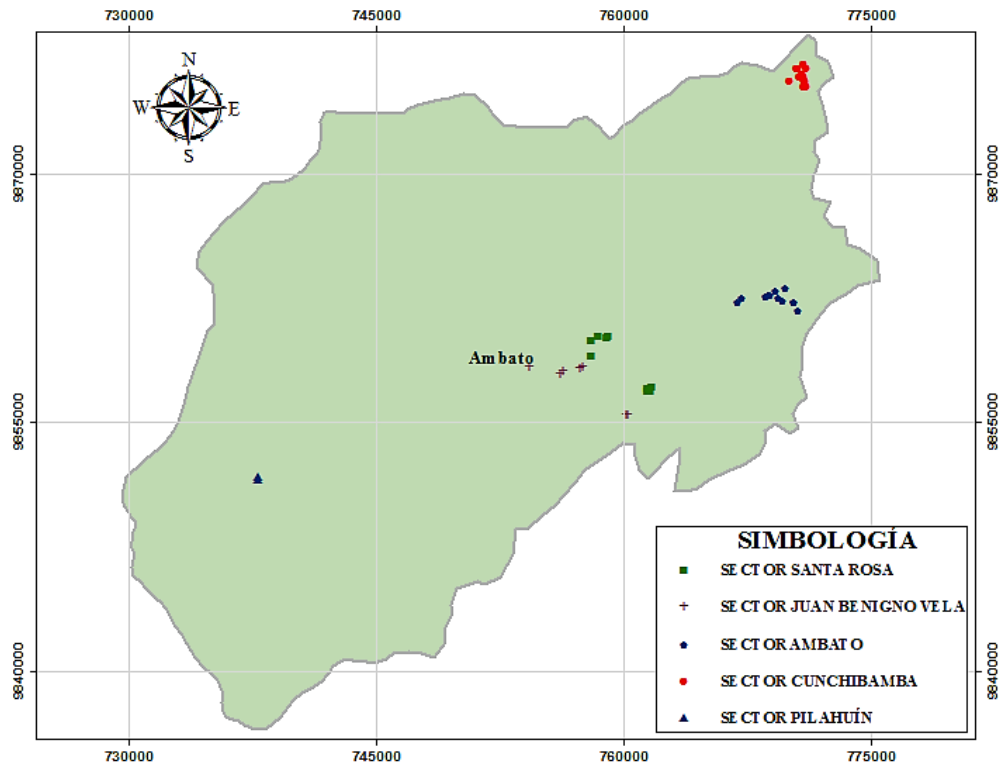 730000 745000 760000 775000
N
W E
S
9870000 9870000
Ambato
9855000 9855000
SIMBOLOGÍA
SECTOR SANTA ROSA
SECTOR JUAN BENIGNO VELA
SECTOR AMBATO
SECTOR CUNCHIBAMBA
SECTOR PILAHUÍN
9840000 9840000
730000 745000 760000 775000